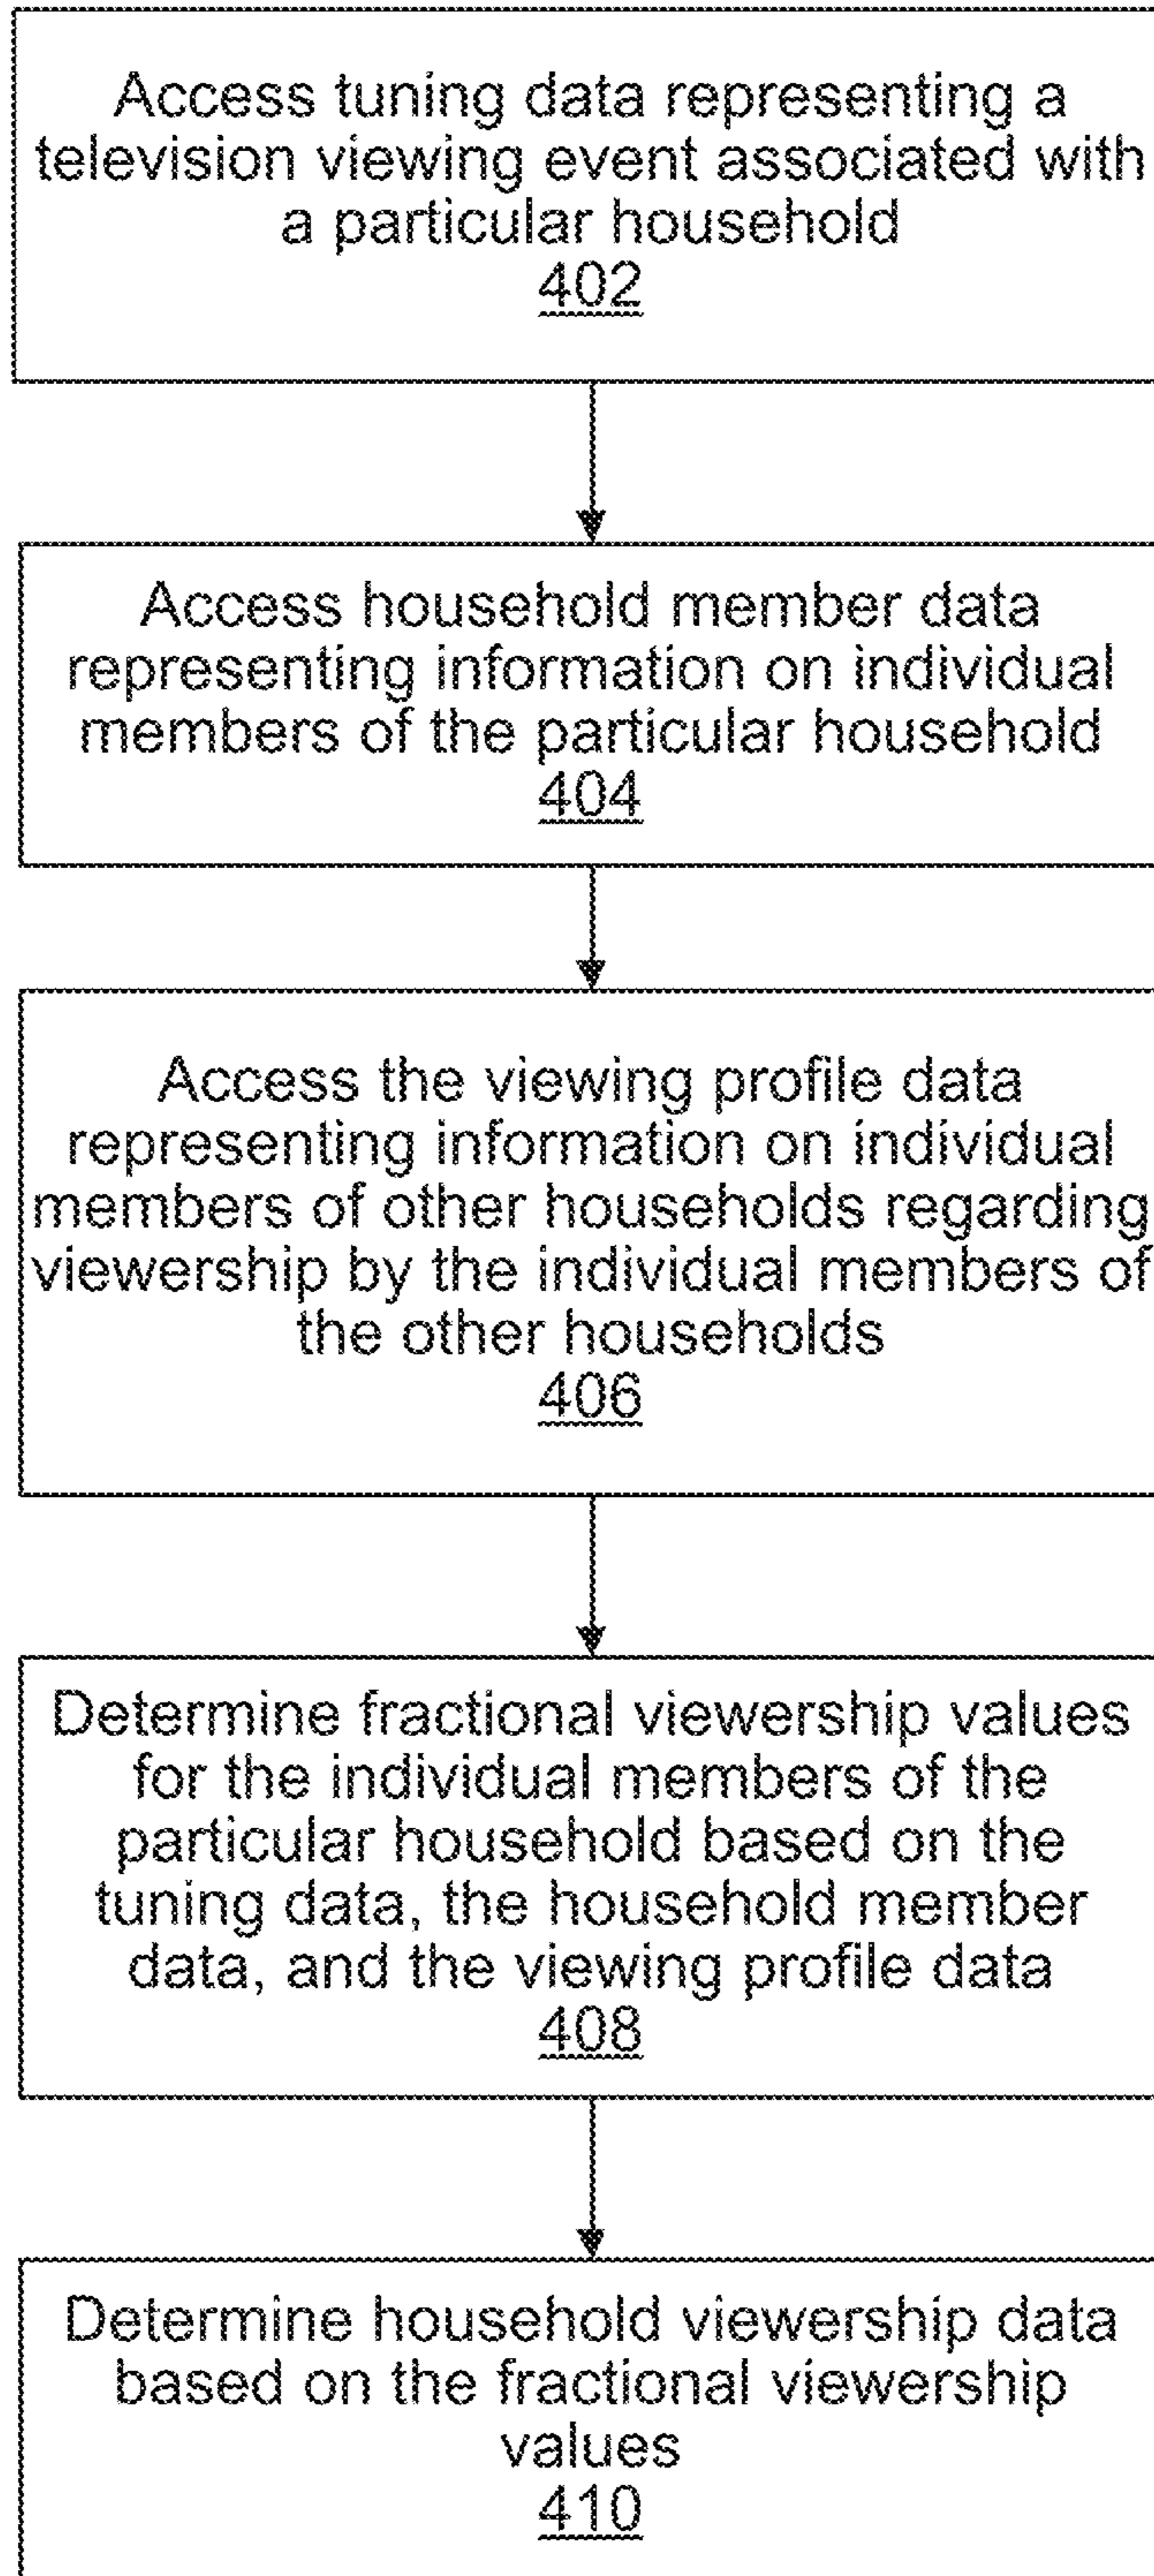 Access tuning data representing a
television viewing event associated with
a particular household
402
Access household member data
representing information on individual
members of the particular household
404
Access the viewing profile data
representing information on individual
members of other households regarding
viewership by the individual members of
the other households
406
Determine fractional viewership values
for the individual members of the
particular household based on the
tuning data, the household member
data, and the viewing profile data
408
Determine household viewership data
based on the fractional viewership
values
410